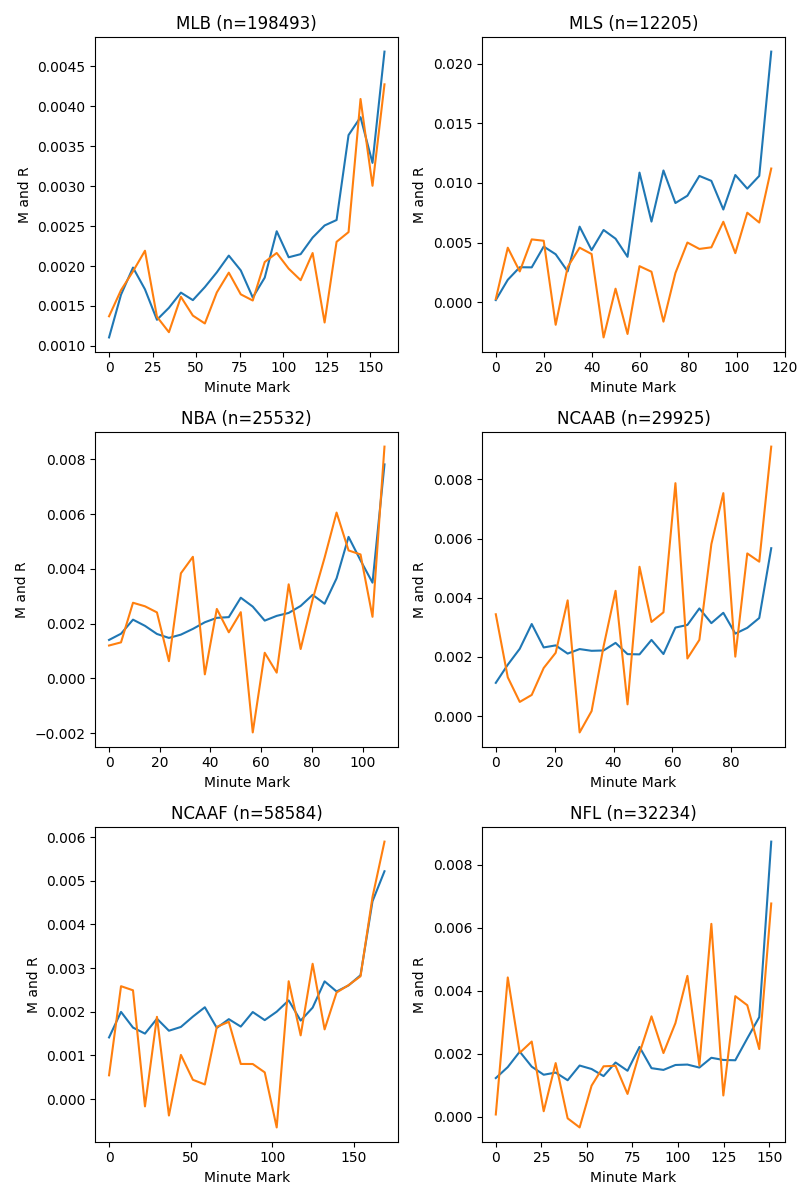 MLB (n=198493)
MLS (n=12205)
M and R
0.0045
0.0040
0.0035
0.0030
0.0025
0.0020
0.0015
0.0010
0 25 50 75 100 125 150
Minute Mark
M and R
0.020
0.015
0.010
0.005
0.000
0 20 40 60 80 100 120
Minute Mark
NBA (n=25532)
NCAAB (n=29925)
M and R
0.008
0.006
0.004
0.002
0.000
−0.002
0 20 40 60 80 100
Minute Mark
M and R
0.008
0.006
0.004
0.002
0.000
0 20 40 60 80
Minute Mark
NCAAF (n=58584)
NFL (n=32234)
M and R
0.006
0.005
0.004
0.003
0.002
0.001
0.000
0 50 100 150
Minute Mark
M and R
0.008
0.006
0.004
0.002
0.000
0 25 50 75 100 125 150
Minute Mark